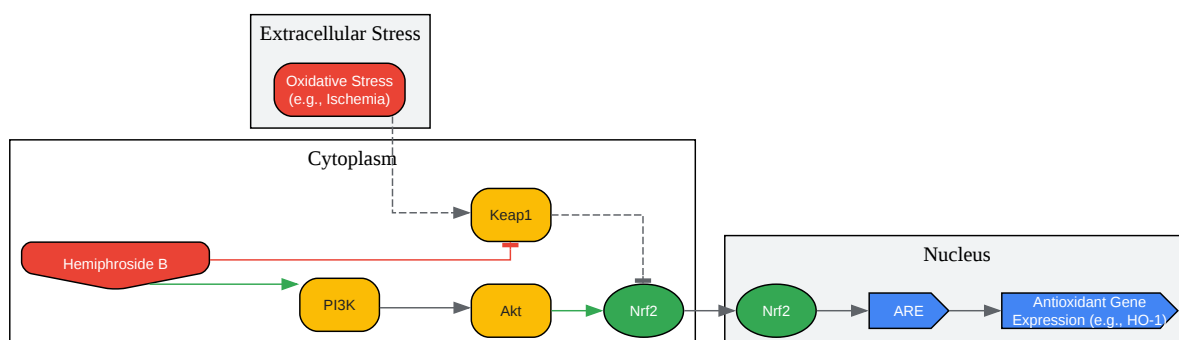 Extracellular Stress
Oxidative Stress
(e.g., Ischemia)
Cytoplasm
Keap1
Hemiphroside B
PI3K
Akt
Nrf2
Nucleus
Nrf2
ARE
Antioxidant Gene
Expression (e.g., HO-1)